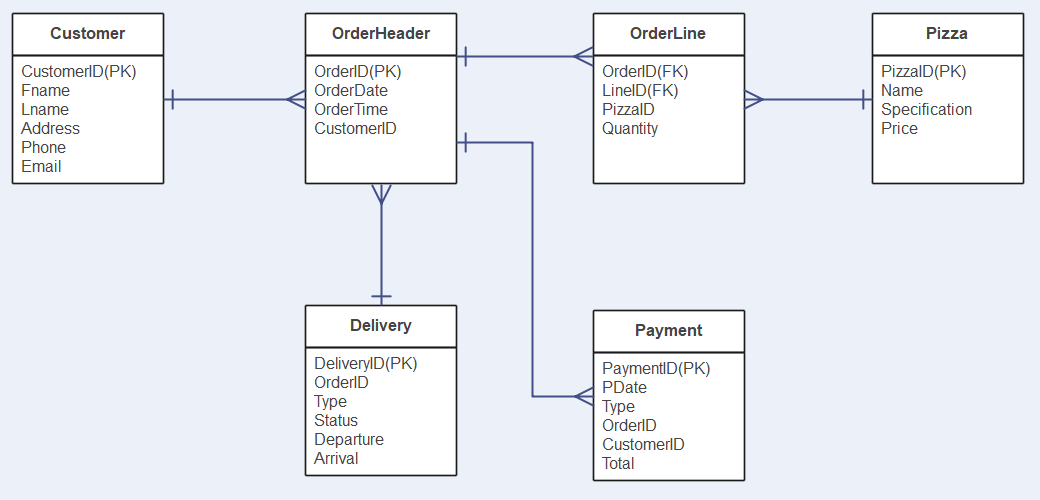 Customer
CustomerID(PK)
Fname
Lname
Address
Phone
Email
OrderHeader
OrderID(PK)
OrderDate
OrderTime
CustomerID
OrderLine
OrderID(FK)
LineID(FK)
PizzaID
Quantity
Pizza
PizzaID(PK)
Name
Specification
Price
Delivery
DeliveryID(PK)
OrderID
Type
Status
Departure
Arrival
Payment
PaymentID(PK)
PDate
Type
OrderID
CustomerID
Total